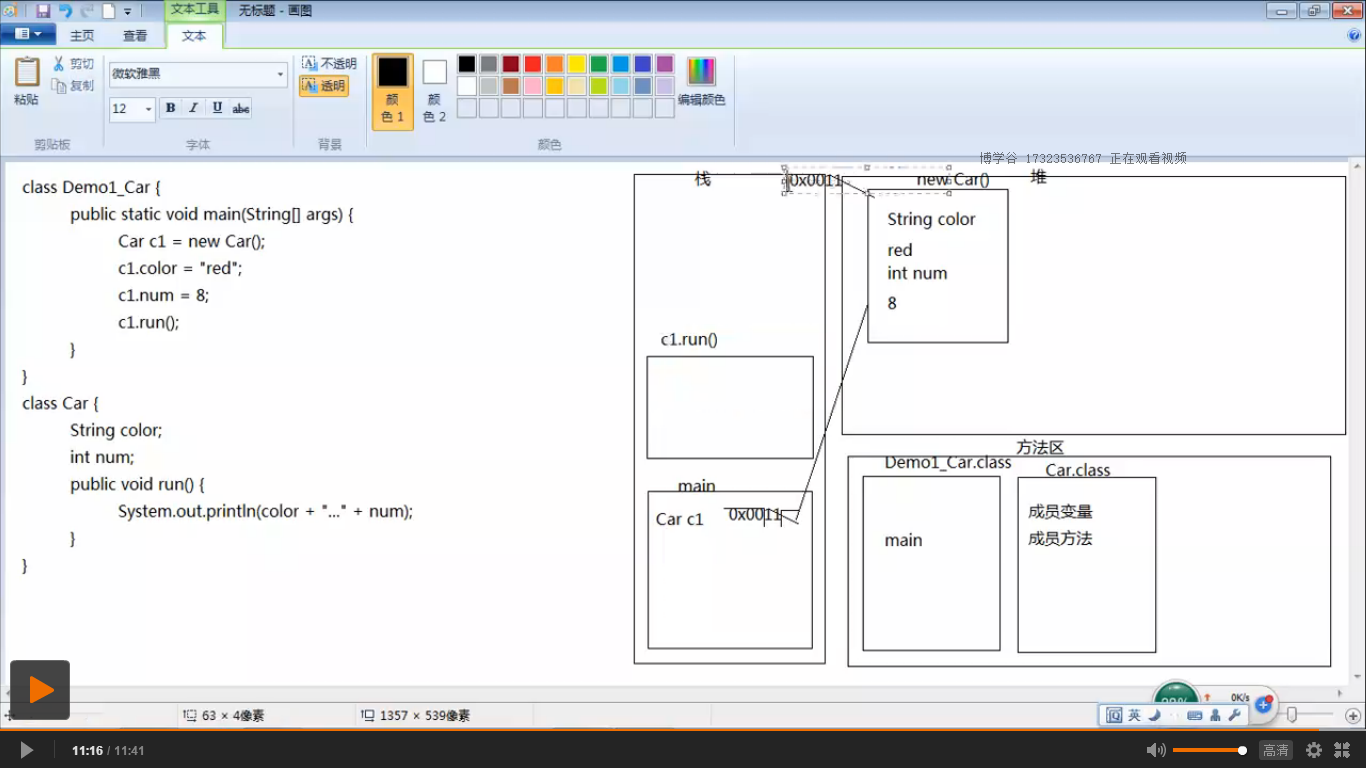 文本工具
无标题 - 画图
主页
查看
文本
粘贴
剪切
复制
剪贴板
微软雅黑
12
B I U abc
字体
不透明
透明
背景
颜色 1
颜色 2
编辑颜色
颜色
博学谷 17323536767 正在观看视频
class Demo1_Car {
public static void main(String[] args) {
Car c1 = new Car();
c1.color = "red";
c1.num = 8;
c1.run();
}
}
class Car {
String color;
int num;
public void run() {
System.out.println(color + "..." + num);
}
}
栈
0x0011
c1.run()
main
Car c1
0x0011
new Car()
堆
String color
red
int num
8
方法区
Demo1_Car.class
main
Car.class
成员变量
成员方法
63 × 4像素
1357 × 539像素
0K/s
英
11:16 / 11:41
高清